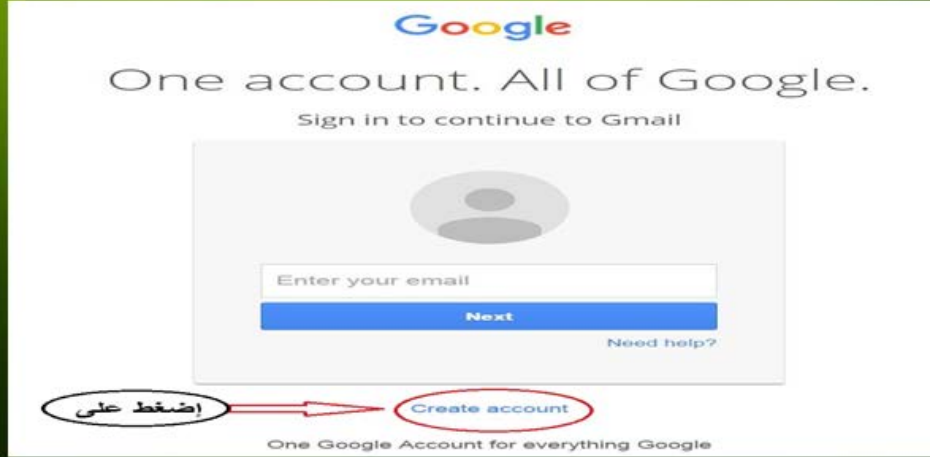 Google
One account. All of Google.
Sign in to continue to Gmail
Enter your email
Next
Need help?
إضغط على
Create account
One Google Account for everything Google